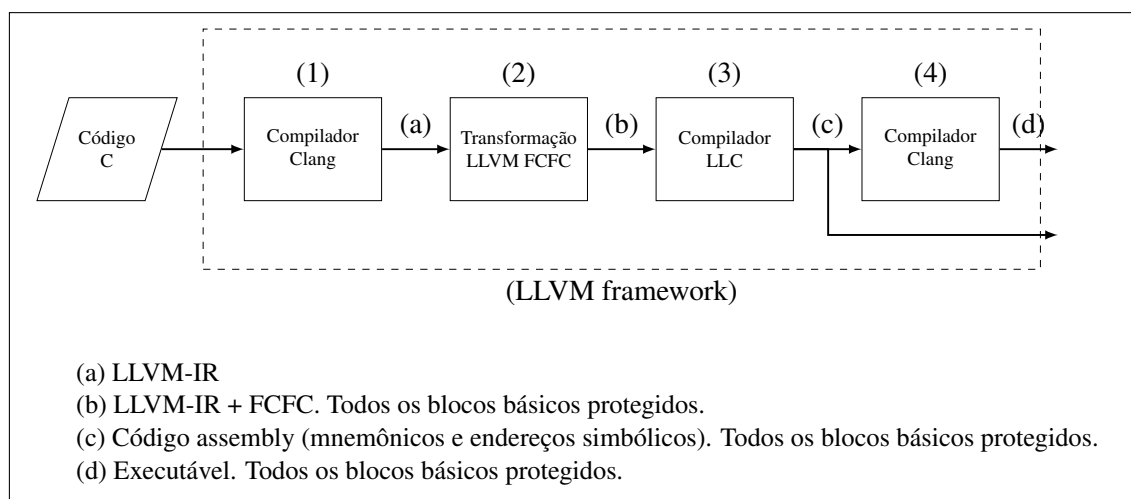 (1)
(2)
(3)
(4)
Código
C
Compilador
Clang
(a)
Transformação
LLVM FCFC
(b)
Compilador
LLC
(c)
Compilador
Clang
(d)
(LLVM framework)
(a) LLVM-IR
(b) LLVM-IR + FCFC. Todos os blocos básicos protegidos.
(c) Código assembly (mnemônicos e endereços simbólicos). Todos os blocos básicos protegidos.
(d) Executável. Todos os blocos básicos protegidos.